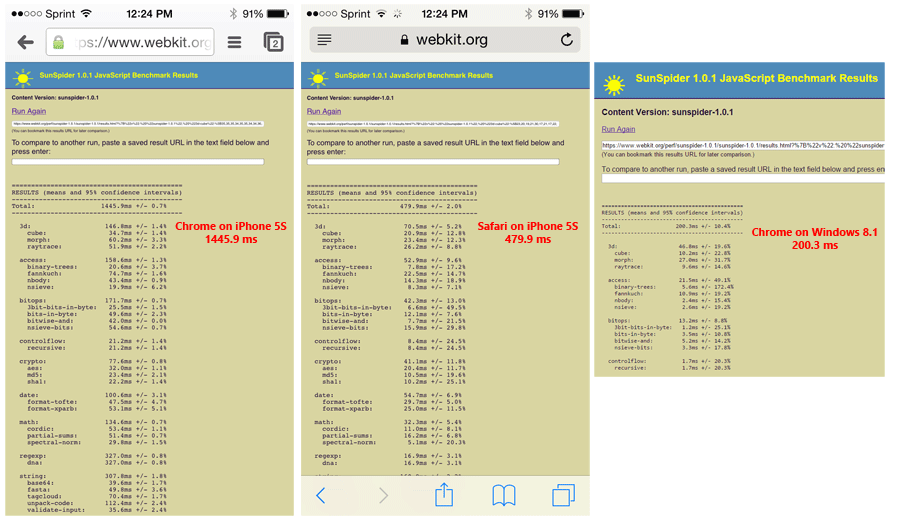 ●●○○○ Sprint 12:24 PM 91%
ps://www.webkit.org
2
SunSpider 1.0.1 JavaScript Benchmark Results
Content Version: sunspider-1.0.1
Run Again
(You can bookmark this results URL for later comparison.)
To compare to another run, paste a saved result URL in the text field below and
press enter:
============================================
RESULTS (means and 95% confidence intervals)
--------------------------------------------
Total: 1445.9ms +/- 0.7%
--------------------------------------------
3d: 146.8ms +/- 1.4%
cube: 34.7ms +/- 1.4%
morph: 60.2ms +/- 3.3%
raytrace: 51.9ms +/- 2.2%
access: 158.6ms +/- 1.3%
binary-trees: 20.6ms +/- 3.7%
fannkuch: 74.7ms +/- 1.6%
nbody: 43.4ms +/- 0.9%
nsieve: 19.9ms +/- 6.2%
bitops: 171.7ms +/- 0.7%
3bit-bits-in-byte: 25.5ms +/- 1.5%
bits-in-byte: 49.6ms +/- 2.3%
bitwise-and: 42.0ms +/- 0.0%
nsieve-bits: 54.6ms +/- 0.7%
controlflow: 21.2ms +/- 1.4%
recursive: 21.2ms +/- 1.4%
crypto: 77.6ms +/- 0.8%
aes: 32.0ms +/- 1.1%
md5: 23.4ms +/- 2.1%
sha1: 22.2ms +/- 1.4%
date: 100.6ms +/- 3.1%
format-tofte: 47.5ms +/- 4.7%
format-xparb: 53.1ms +/- 5.1%
math: 134.6ms +/- 0.7%
cordic: 53.4ms +/- 1.1%
partial-sums: 51.4ms +/- 0.7%
spectral-norm: 29.8ms +/- 1.5%
regexp: 327.0ms +/- 0.8%
dna: 327.0ms +/- 0.8%
string: 307.8ms +/- 1.8%
base64: 39.6ms +/- 1.7%
fasta: 49.8ms +/- 3.6%
tagcloud: 70.4ms +/- 1.7%
unpack-code: 112.4ms +/- 2.4%
validate-input: 35.6ms +/- 2.4%
Chrome on iPhone 5S
1445.9 ms
●●○○○ Sprint 12:24 PM 91%
webkit.org
SunSpider 1.0.1 JavaScript Benchmark Results
Content Version: sunspider-1.0.1
Run Again
(You can bookmark this results URL for later comparison.)
To compare to another run, paste a saved result URL in the text field below and
press enter:
============================================
RESULTS (means and 95% confidence intervals)
--------------------------------------------
Total: 479.9ms +/- 2.0%
--------------------------------------------
3d: 70.5ms +/- 5.2%
cube: 20.9ms +/- 12.8%
morph: 23.4ms +/- 12.3%
raytrace: 26.2ms +/- 8.8%
access: 52.9ms +/- 9.6%
binary-trees: 7.8ms +/- 17.2%
fannkuch: 22.5ms +/- 14.7%
nbody: 14.3ms +/- 18.9%
nsieve: 8.3ms +/- 7.1%
bitops: 42.3ms +/- 13.0%
3bit-bits-in-byte: 6.6ms +/- 49.5%
bits-in-byte: 12.1ms +/- 7.6%
bitwise-and: 7.7ms +/- 21.5%
nsieve-bits: 15.9ms +/- 29.8%
controlflow: 8.4ms +/- 24.5%
recursive: 8.4ms +/- 24.5%
crypto: 41.1ms +/- 11.8%
aes: 20.4ms +/- 11.7%
md5: 10.5ms +/- 19.6%
sha1: 10.2ms +/- 25.1%
date: 54.7ms +/- 6.9%
format-tofte: 29.7ms +/- 5.0%
format-xparb: 25.0ms +/- 11.5%
math: 32.3ms +/- 5.4%
cordic: 11.0ms +/- 8.1%
partial-sums: 16.2ms +/- 6.8%
spectral-norm: 5.1ms +/- 20.3%
regexp: 16.9ms +/- 3.1%
dna: 16.9ms +/- 3.1%
Safari on iPhone 5S
479.9 ms
SunSpider 1.0.1 JavaScript Benchmark Results
Content Version: sunspider-1.0.1
Run Again
https://www.webkit.org/perf/sunspider-1.0.1/sunspider-1.0.1/results.html?%7B%22v%22:%20%22sunspider
(You can bookmark this results URL for later comparison.)
To compare to another run, paste a saved result URL in the text field below and press en
============================================
RESULTS (means and 95% confidence intervals)
--------------------------------------------
Total: 200.3ms +/- 10.4%
--------------------------------------------
3d: 46.8ms +/- 19.6%
cube: 10.2ms +/- 22.8%
morph: 27.0ms +/- 31.7%
raytrace: 9.6ms +/- 14.6%
access: 21.5ms +/- 49.1%
binary-trees: 5.6ms +/- 172.4%
fannkuch: 10.9ms +/- 19.2%
nbody: 2.4ms +/- 15.4%
nsieve: 2.6ms +/- 19.2%
bitops: 13.2ms +/- 8.8%
3bit-bits-in-byte: 1.2ms +/- 25.1%
bits-in-byte: 3.5ms +/- 10.8%
bitwise-and: 5.2ms +/- 14.2%
nsieve-bits: 3.3ms +/- 17.8%
controlflow: 1.7ms +/- 20.3%
recursive: 1.7ms +/- 20.3%
Chrome on Windows 8.1
200.3 ms